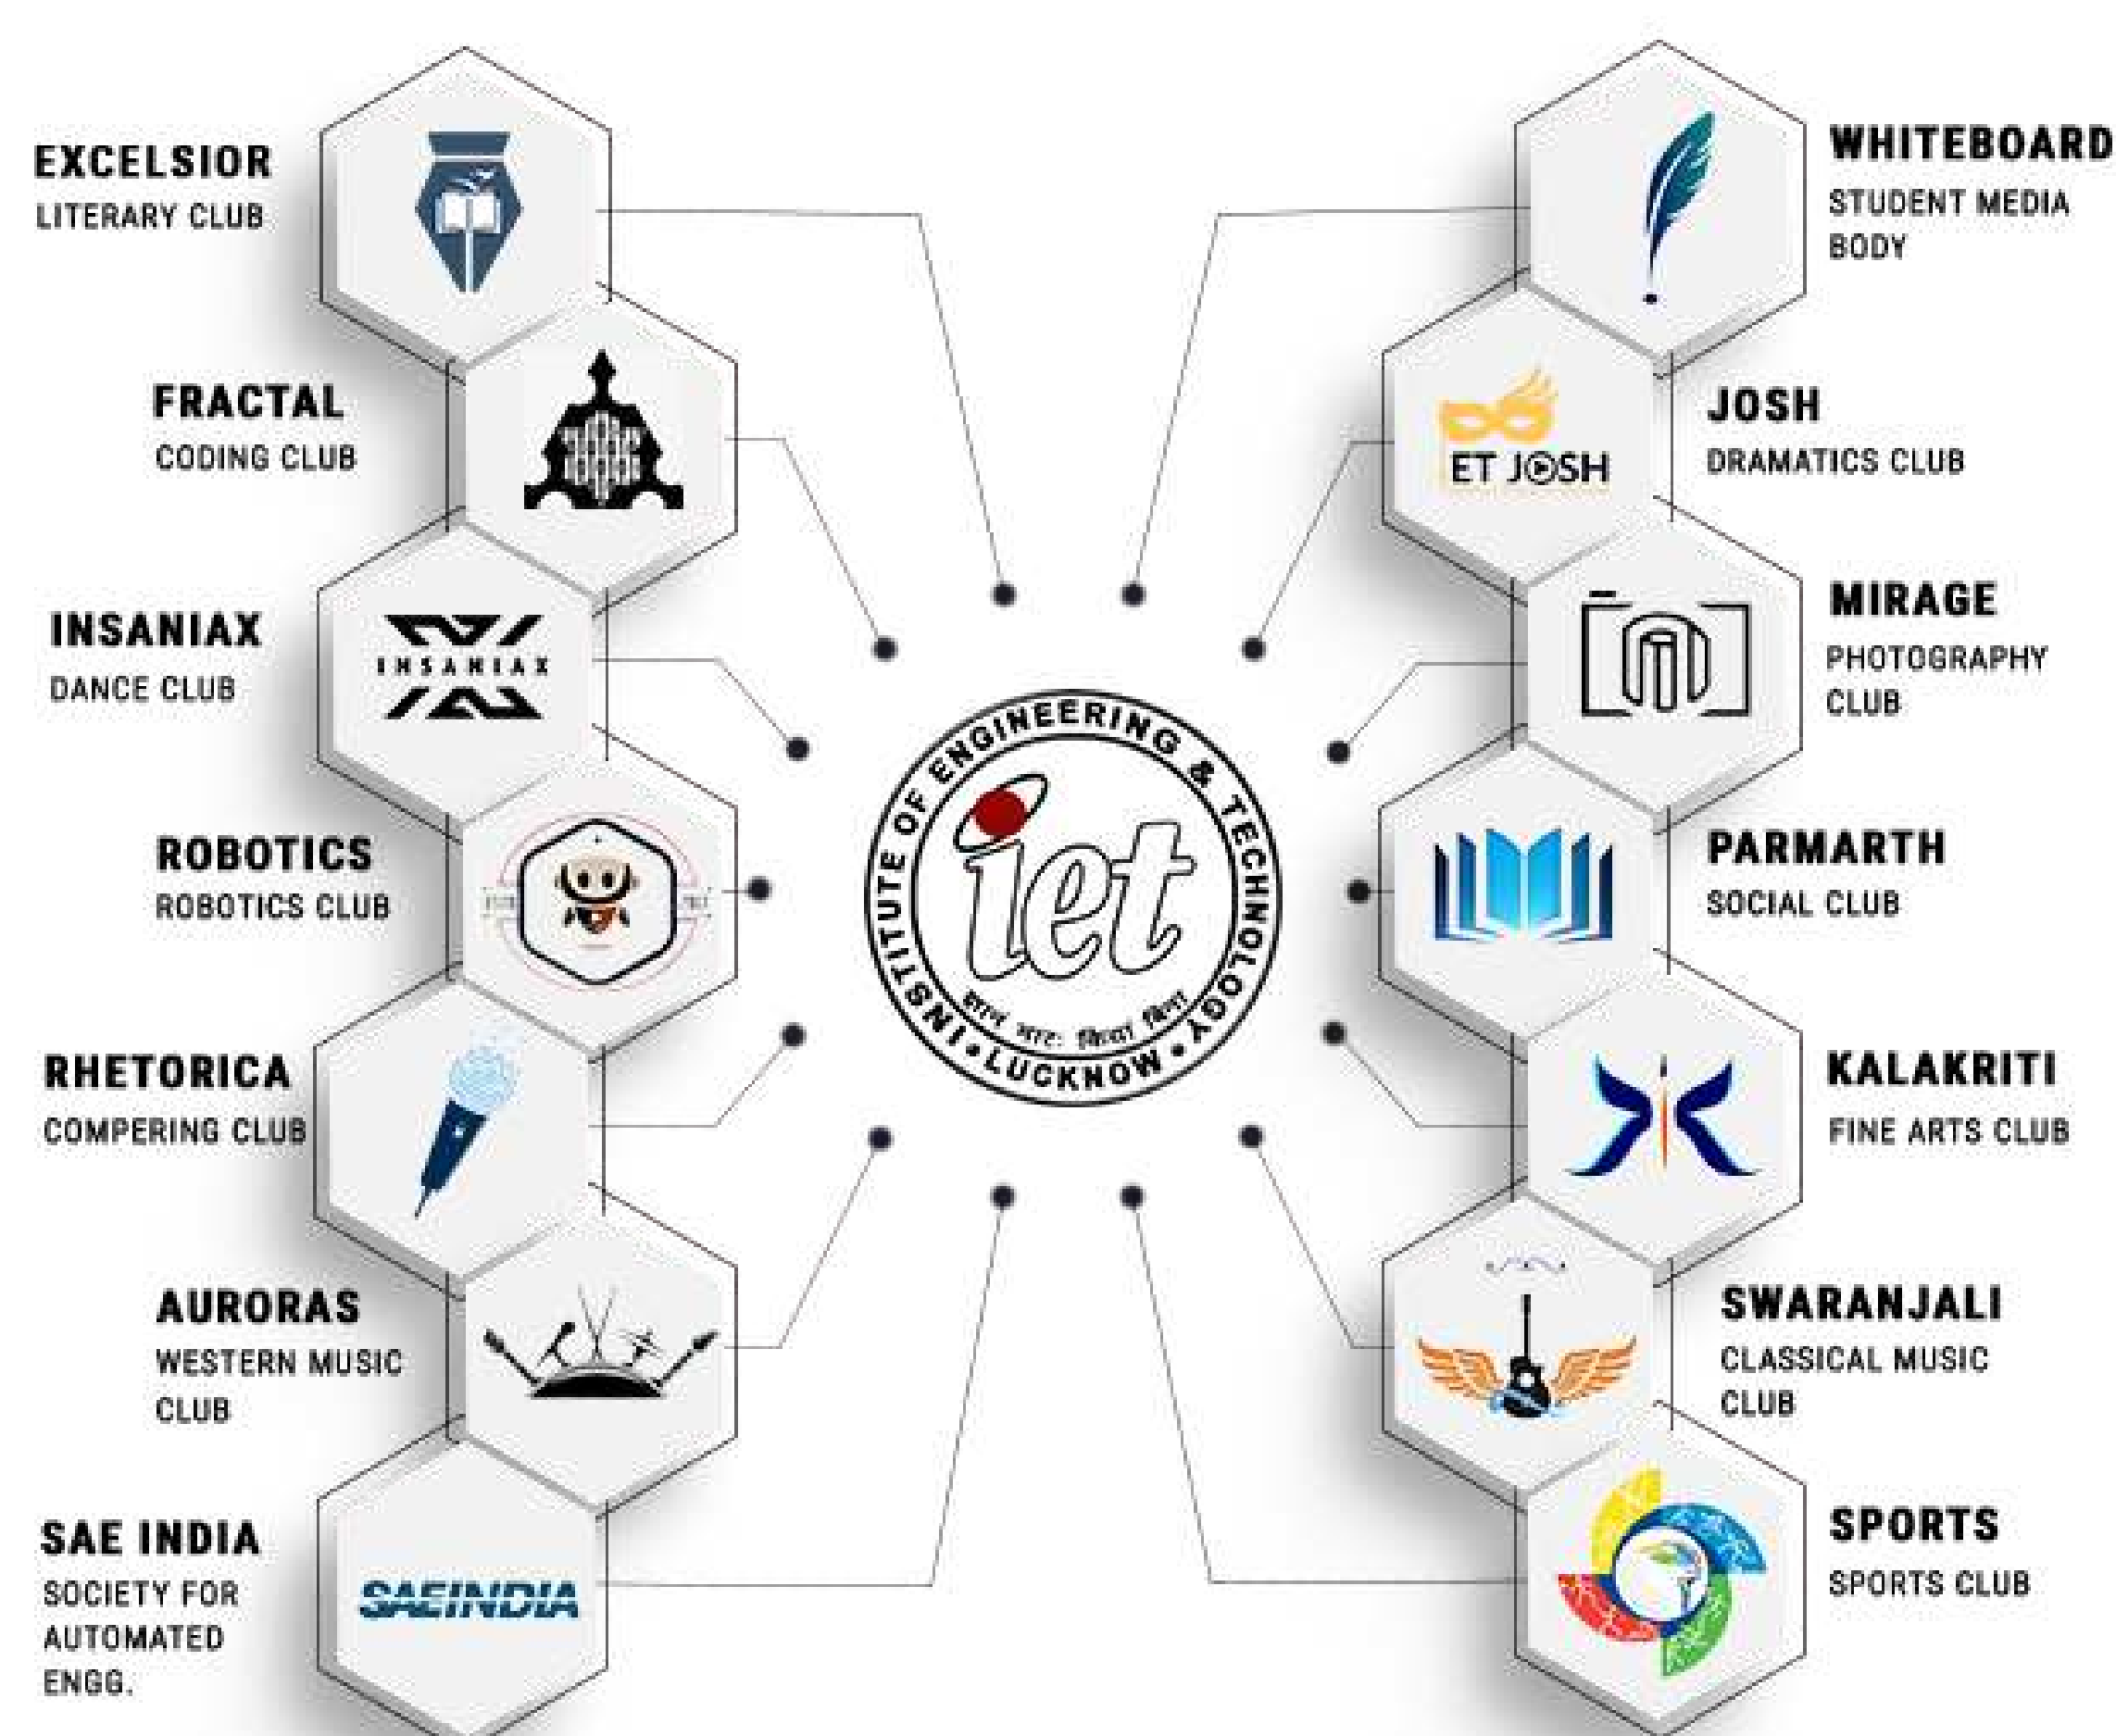 EXCELSIOR
LITERARY CLUB
FRACTAL
CODING CLUB
INSANIAX
DANCE CLUB
INSANIAX
ROBOTICS
ROBOTICS CLUB
RHETORICA
COMPERING CLUB
AURORAS
WESTERN MUSIC
CLUB
SAE INDIA
SOCIETY FOR
AUTOMATED
ENGG.
SAEINDIA
INSTITUTE OF ENGINEERING & TECHNOLOGY
iet
• LUCKNOW •
WHITEBOARD
STUDENT MEDIA
BODY
JOSH
DRAMATICS CLUB
ET JOSH
MIRAGE
PHOTOGRAPHY
CLUB
PARMARTH
SOCIAL CLUB
KALAKRITI
FINE ARTS CLUB
SWARANJALI
CLASSICAL MUSIC
CLUB
SPORTS
SPORTS CLUB